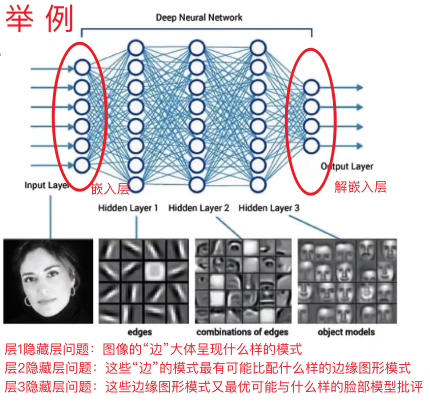 举 例
Deep Neural Network
Input Layer
嵌入层
Output Layer
解嵌入层
Hidden Layer 1
Hidden Layer 2
Hidden Layer 3
edges
combinations of edges
object models
层1隐藏层问题：图像的“边”大体呈现什么样的模式
层2隐藏层问题：这些“边”的模式最有可能比配什么样的边缘图形模式
层3隐藏层问题：这些边缘图形模式又最优可能与什么样的脸部模型批评